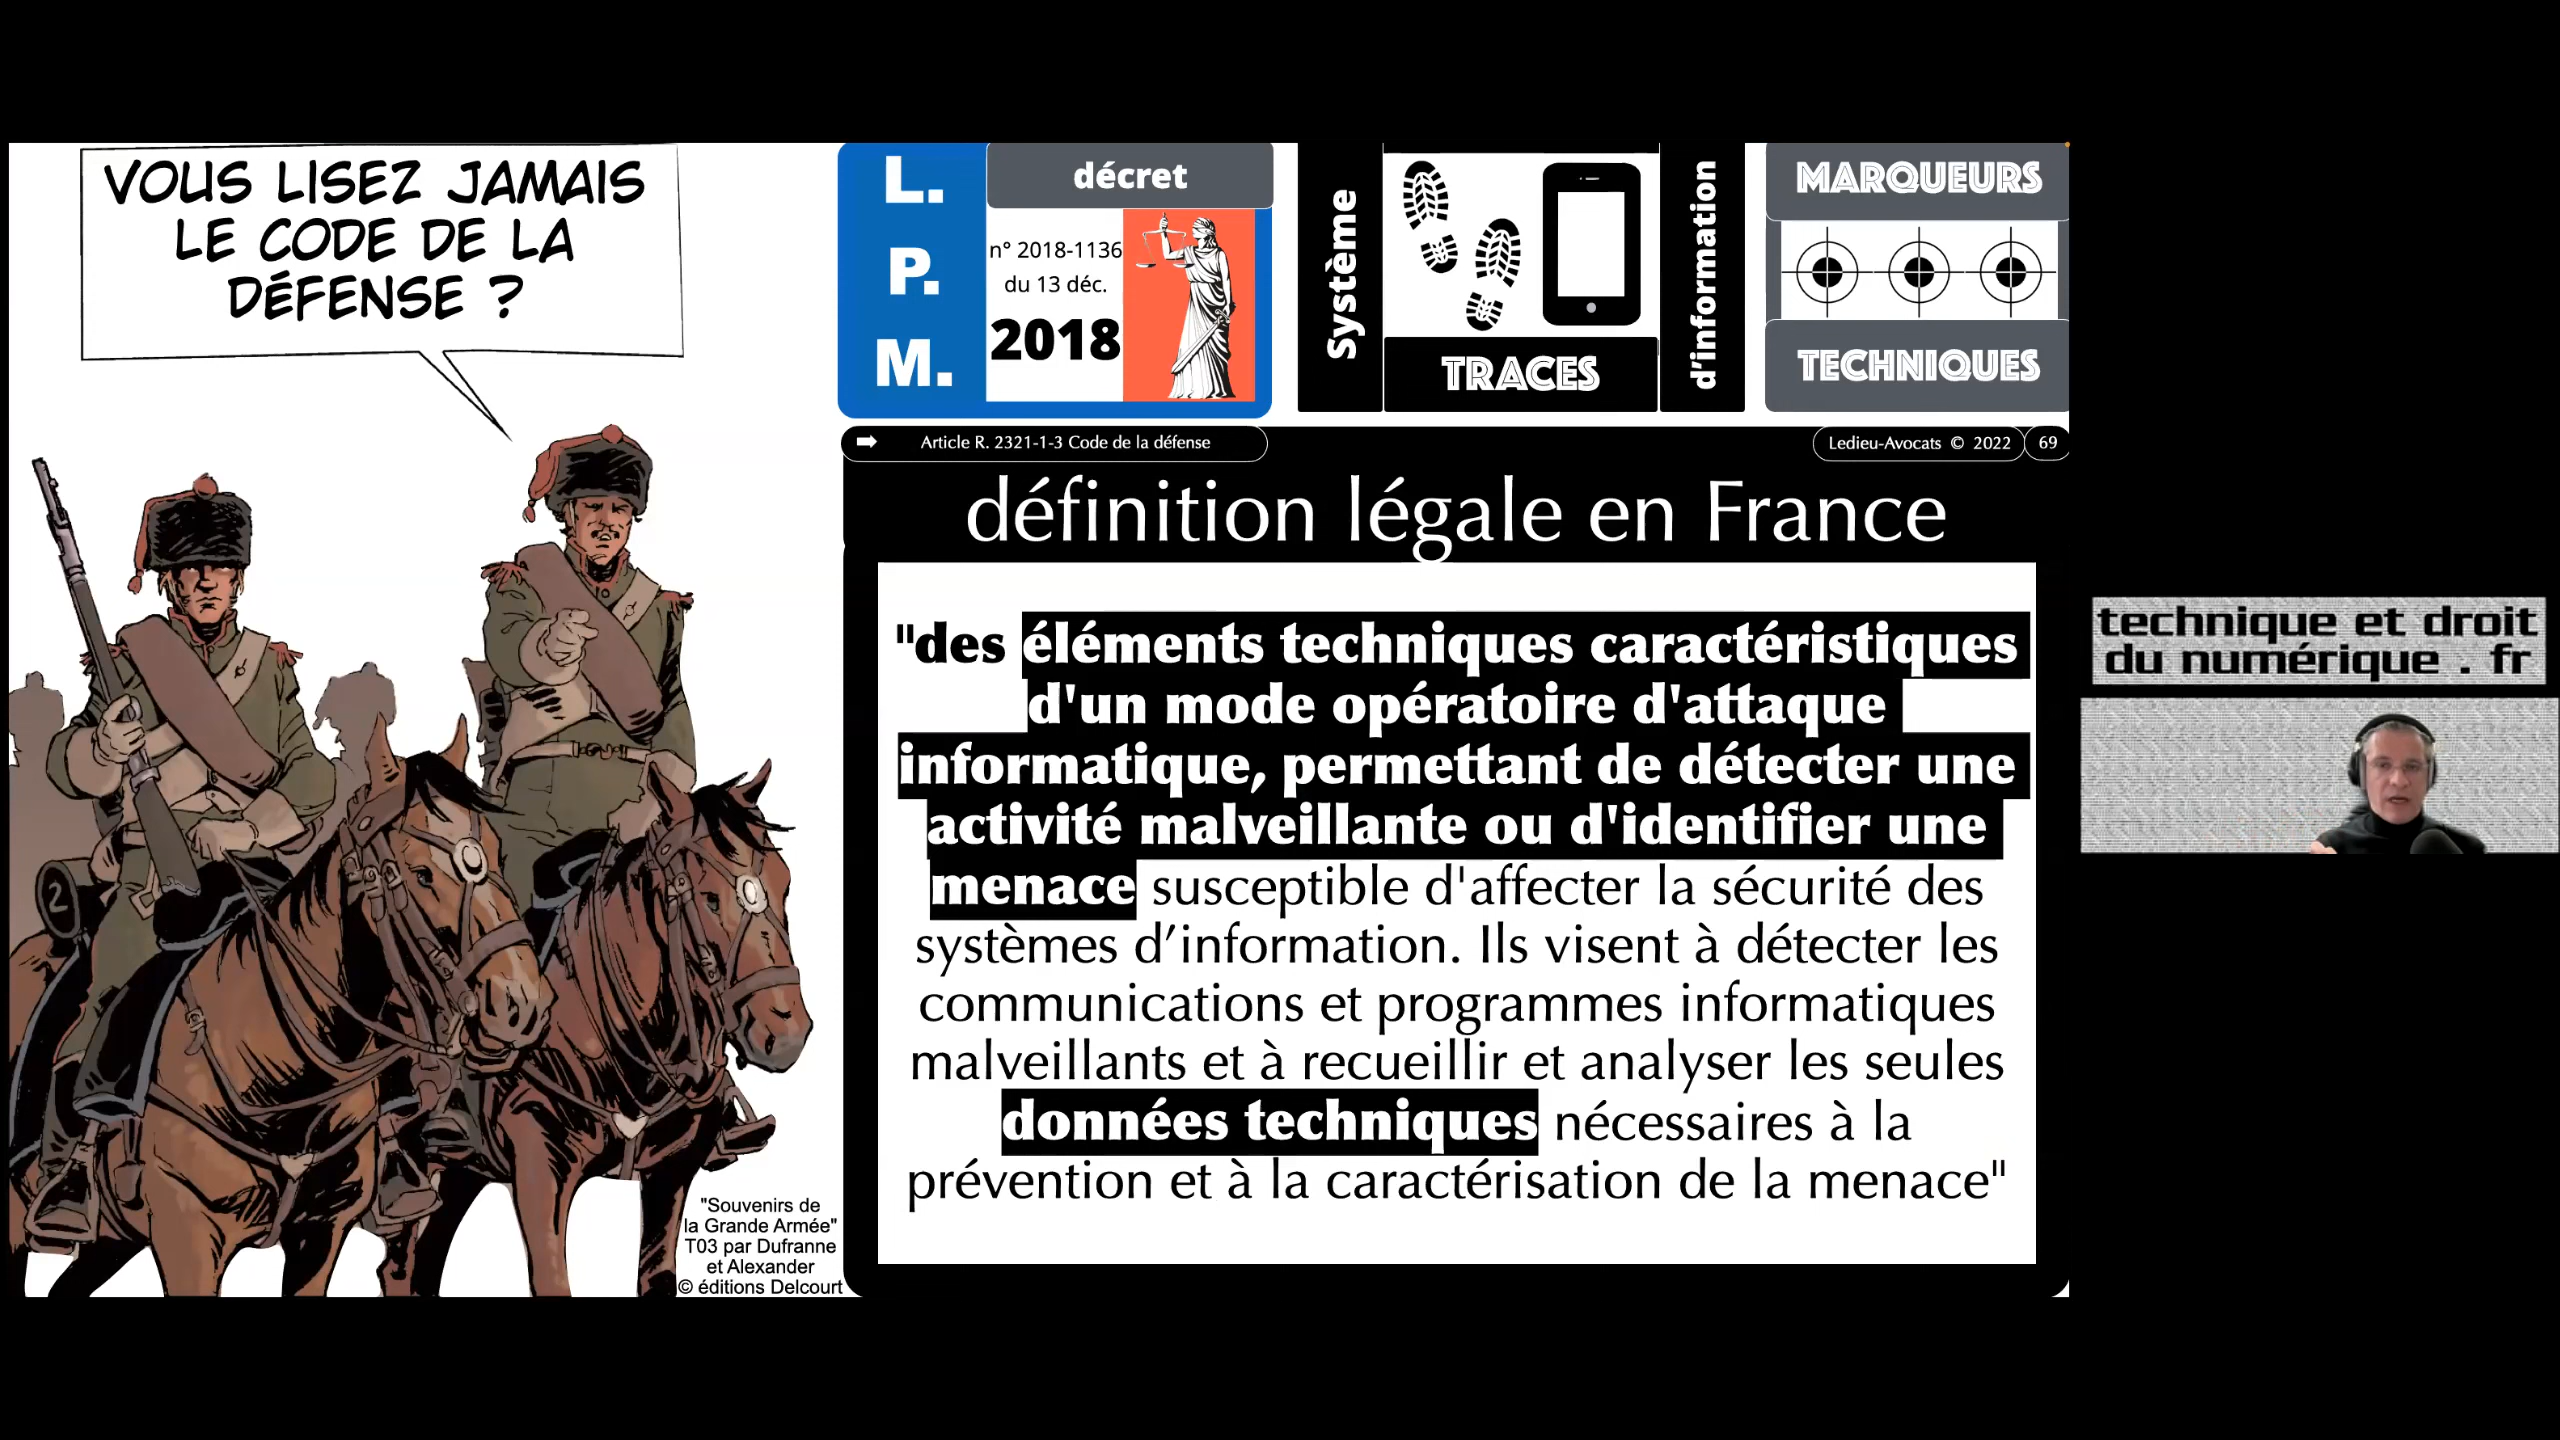 VOUS LISEZ JAMAIS
LE CODE DE LA
DÉFENSE ?
L.
P.
M.
décret
n° 2018-1136
du 13 déc.
2018
Système
TRACES
d'information
MARQUEURS
TECHNIQUES
➡ Article R. 2321-1-3 Code de la défense
Ledieu-Avocats © 2022
69
définition légale en France
"des éléments techniques caractéristiques
d'un mode opératoire d'attaque
informatique, permettant de détecter une
activité malveillante ou d'identifier une
menace susceptible d'affecter la sécurité des
systèmes d’information. Ils visent à détecter les
communications et programmes informatiques
malveillants et à recueillir et analyser les seules
données techniques nécessaires à la
prévention et à la caractérisation de la menace"
2
"Souvenirs de
la Grande Armée"
T03 par Dufranne
et Alexander
© éditions Delcourt
technique et droit
du numérique . fr